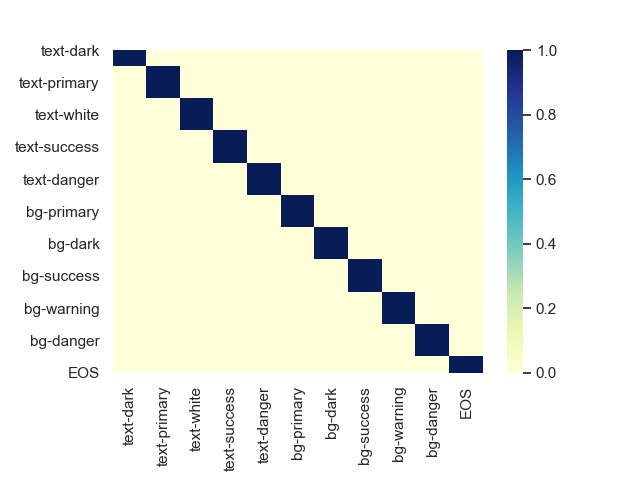 text-dark
text-primary
text-white
text-success
text-danger
bg-primary
bg-dark
bg-success
bg-warning
bg-danger
EOS
text-dark
text-primary
text-white
text-success
text-danger
bg-primary
bg-dark
bg-success
bg-warning
bg-danger
EOS
1.0
0.8
0.6
0.4
0.2
0.0